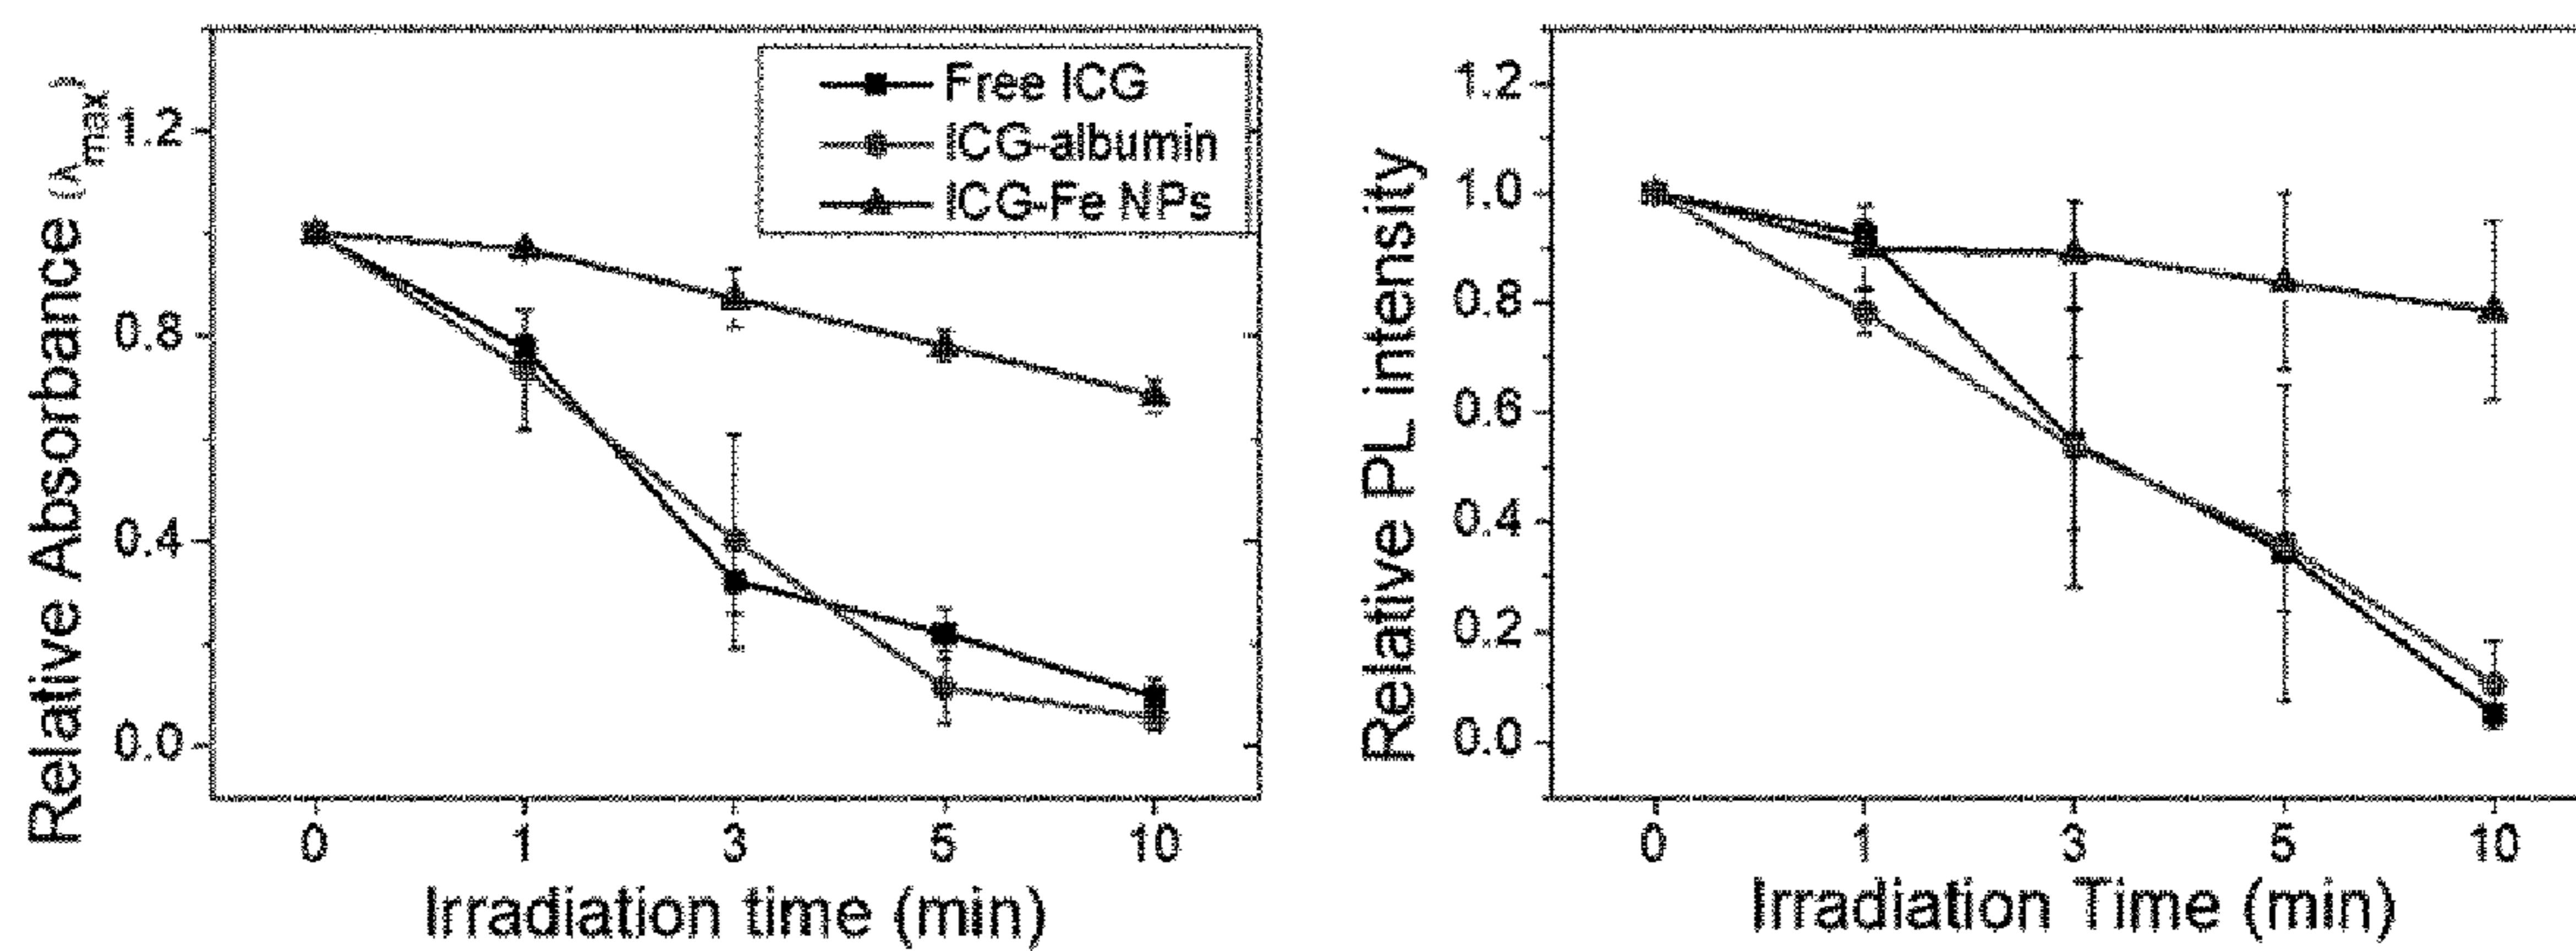 Relative Absorbance (λmax)
1.2
0.8
0.4
0.0
Free ICG
ICG-albumin
ICG-Fe NPs
0 1 3 5 10
Irradiation time (min)
Relative PL intensity
1.2
1.0
0.8
0.6
0.4
0.2
0.0
0 1 3 5 10
Irradiation Time (min)